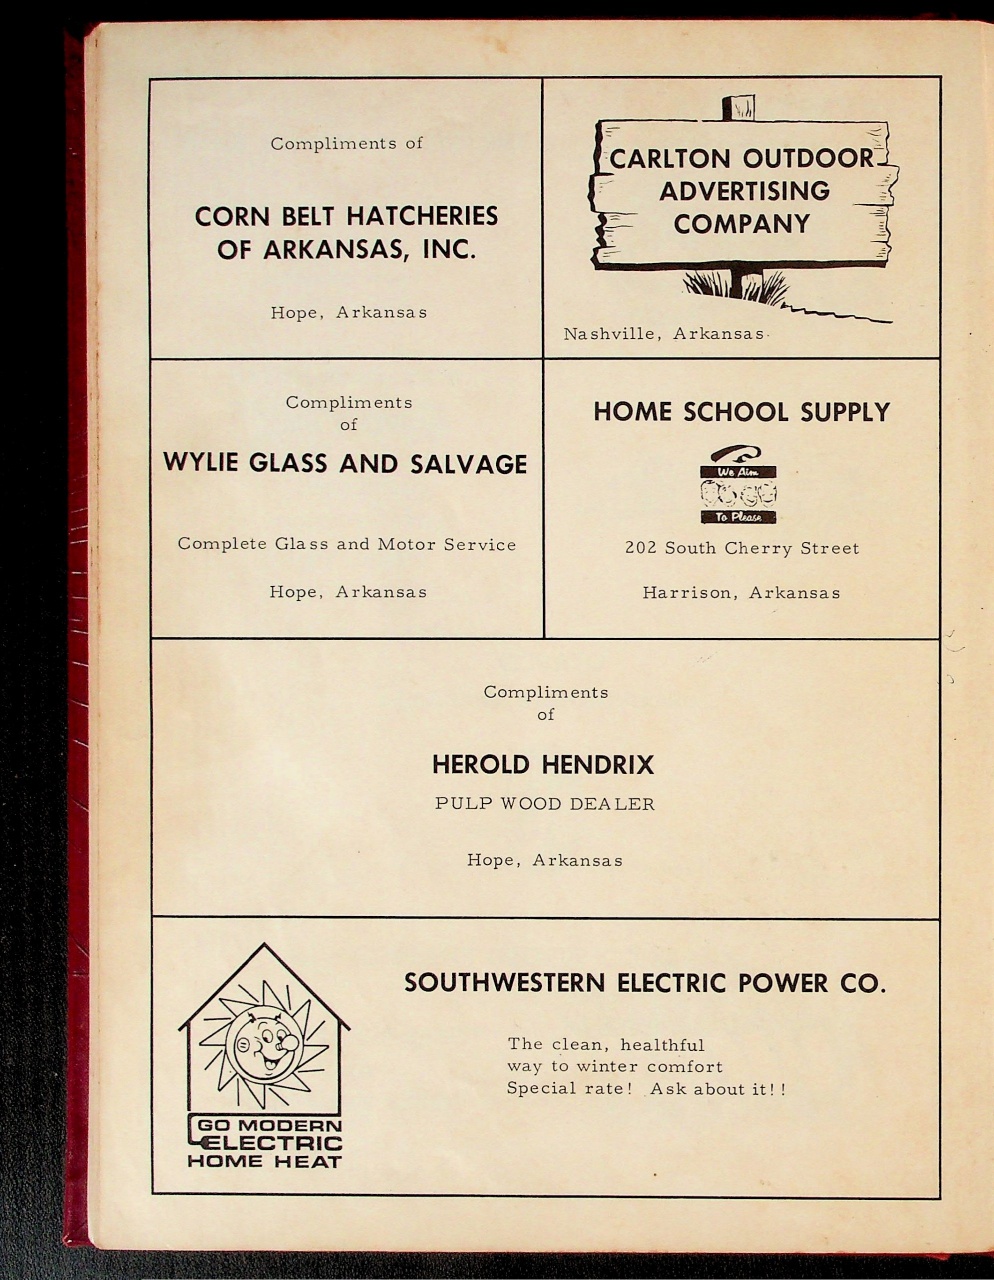 Compliments of
CORN BELT HATCHERIES
OF ARKANSAS, INC.
Hope, Arkansas
CARLTON OUTDOOR
ADVERTISING
COMPANY
Nashville, Arkansas
Compliments
of
WYLIE GLASS AND SALVAGE
Complete Glass and Motor Service
Hope, Arkansas
HOME SCHOOL SUPPLY
We Aim
To Please
202 South Cherry Street
Harrison, Arkansas
Compliments
of
HEROLD HENDRIX
PULP WOOD DEALER
Hope, Arkansas
SOUTHWESTERN ELECTRIC POWER CO.
The clean, healthful
way to winter comfort
Special rate! Ask about it!!
GO MODERN
ELECTRIC
HOME HEAT